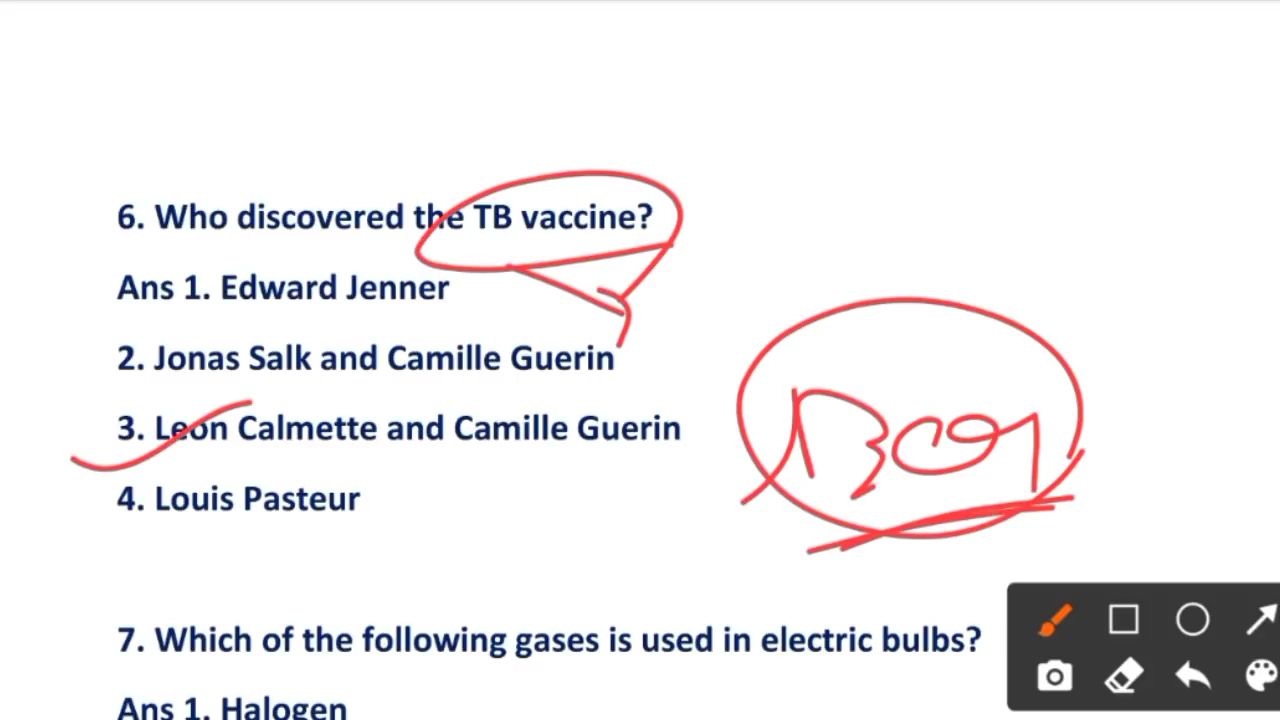 6. Who discovered the TB vaccine?
Ans 1. Edward Jenner
2. Jonas Salk and Camille Guerin
3. Leon Calmette and Camille Guerin
BCG
4. Louis Pasteur
7. Which of the following gases is used in electric bulbs?
Ans 1. Halogen